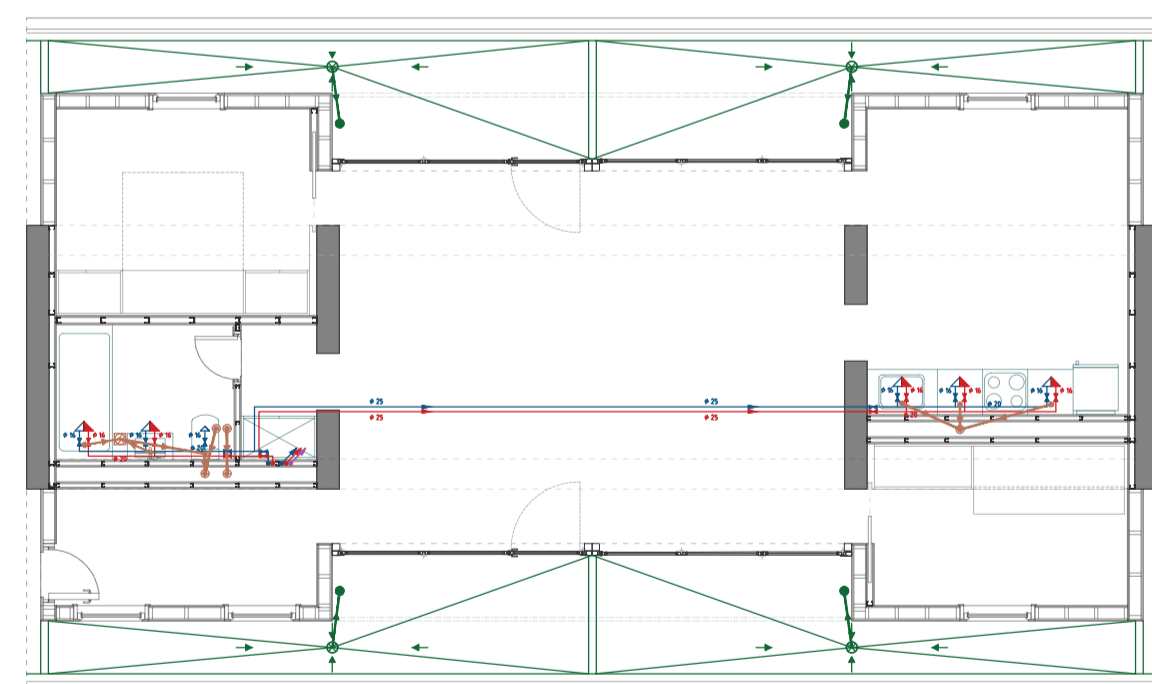 ø 16 ø 16 ø 16 ø 16 ø 16 ø 16
ø 25 ø 25 ø 20
ø 25 ø 25 ø 20
ø 16 ø 16 ø 16 ø 16 ø 16
ø 20
ø 20